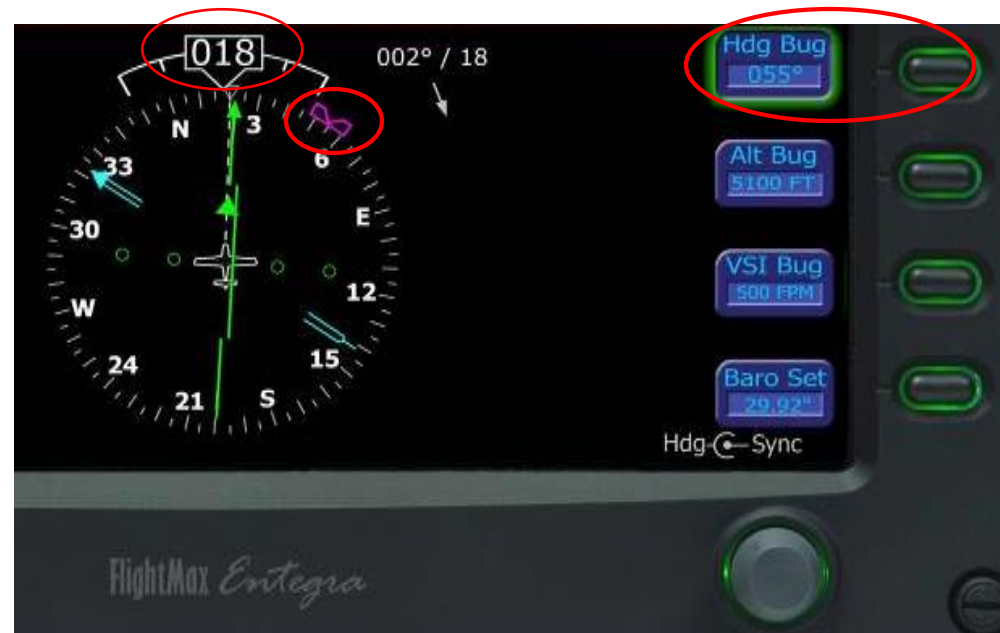 018
002° / 18
N
3
33
6
30
E
W
12
24
15
21
S
Hdg Bug
055°
Alt Bug
5100 FT
VSI Bug
500 FPM
Baro Set
29.92"
Hdg Sync
FlightMax Entegra